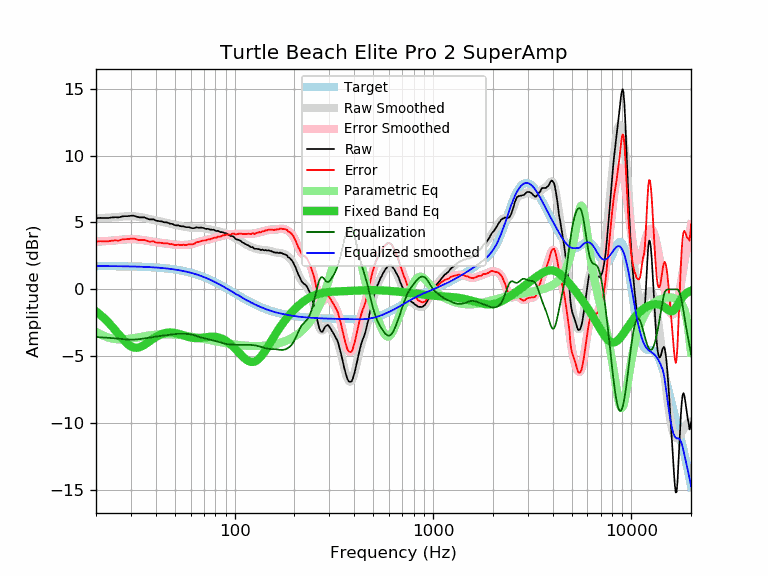 Turtle Beach Elite Pro 2 SuperAmp
Target
Raw Smoothed
Error Smoothed
Raw
Error
Parametric Eq
Fixed Band Eq
Equalization
Equalized smoothed
Amplitude (dBr)
15
10
5
0
−5
−10
−15
100
1000
10000
Frequency (Hz)